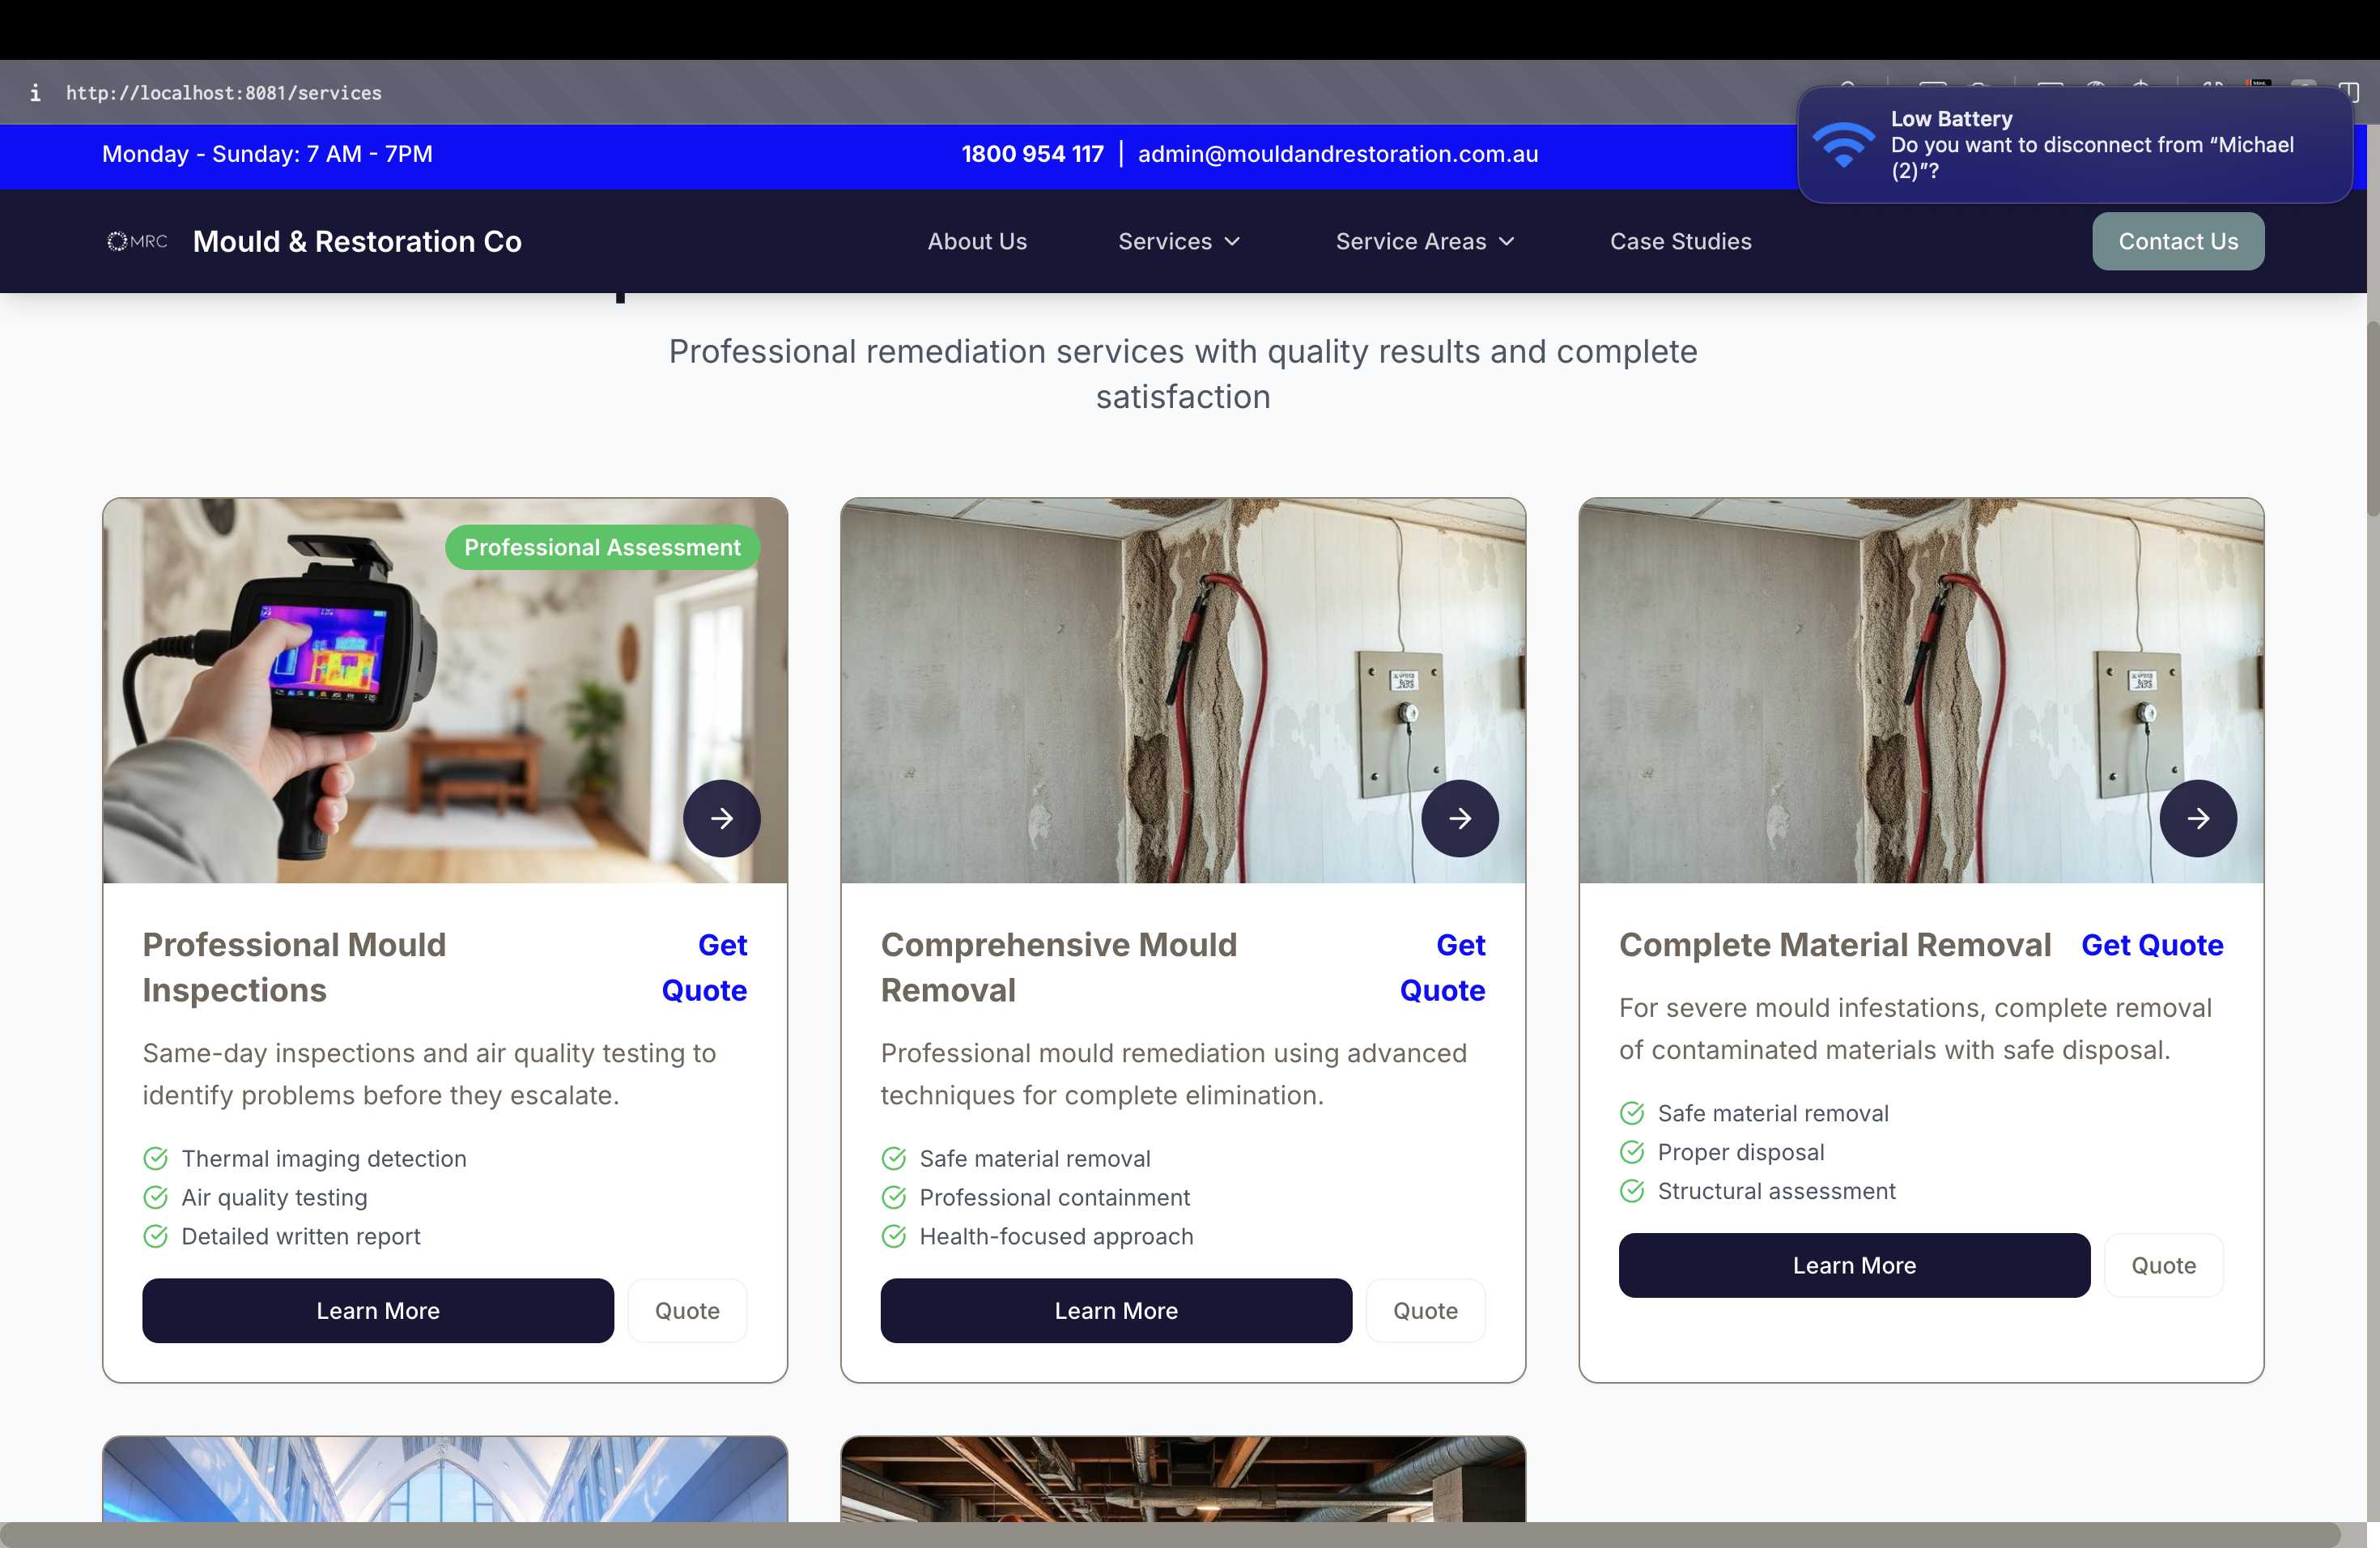 http://localhost:8081/services
Low Battery
Do you want to disconnect from “Michael
(2)”?
Monday - Sunday: 7 AM - 7PM
1800 954 117 | admin@mouldandrestoration.com.au
MRC
Mould & Restoration Co
About Us
Services
Service Areas
Case Studies
Contact Us
Professional remediation services with quality results and complete
satisfaction
Professional Assessment
Professional Mould
Inspections
Get
Quote
Same-day inspections and air quality testing to
identify problems before they escalate.
Thermal imaging detection
Air quality testing
Detailed written report
Learn More
Quote
Comprehensive Mould
Removal
Get
Quote
Professional mould remediation using advanced
techniques for complete elimination.
Safe material removal
Professional containment
Health-focused approach
Learn More
Quote
Complete Material Removal
Get Quote
For severe mould infestations, complete removal
of contaminated materials with safe disposal.
Safe material removal
Proper disposal
Structural assessment
Learn More
Quote